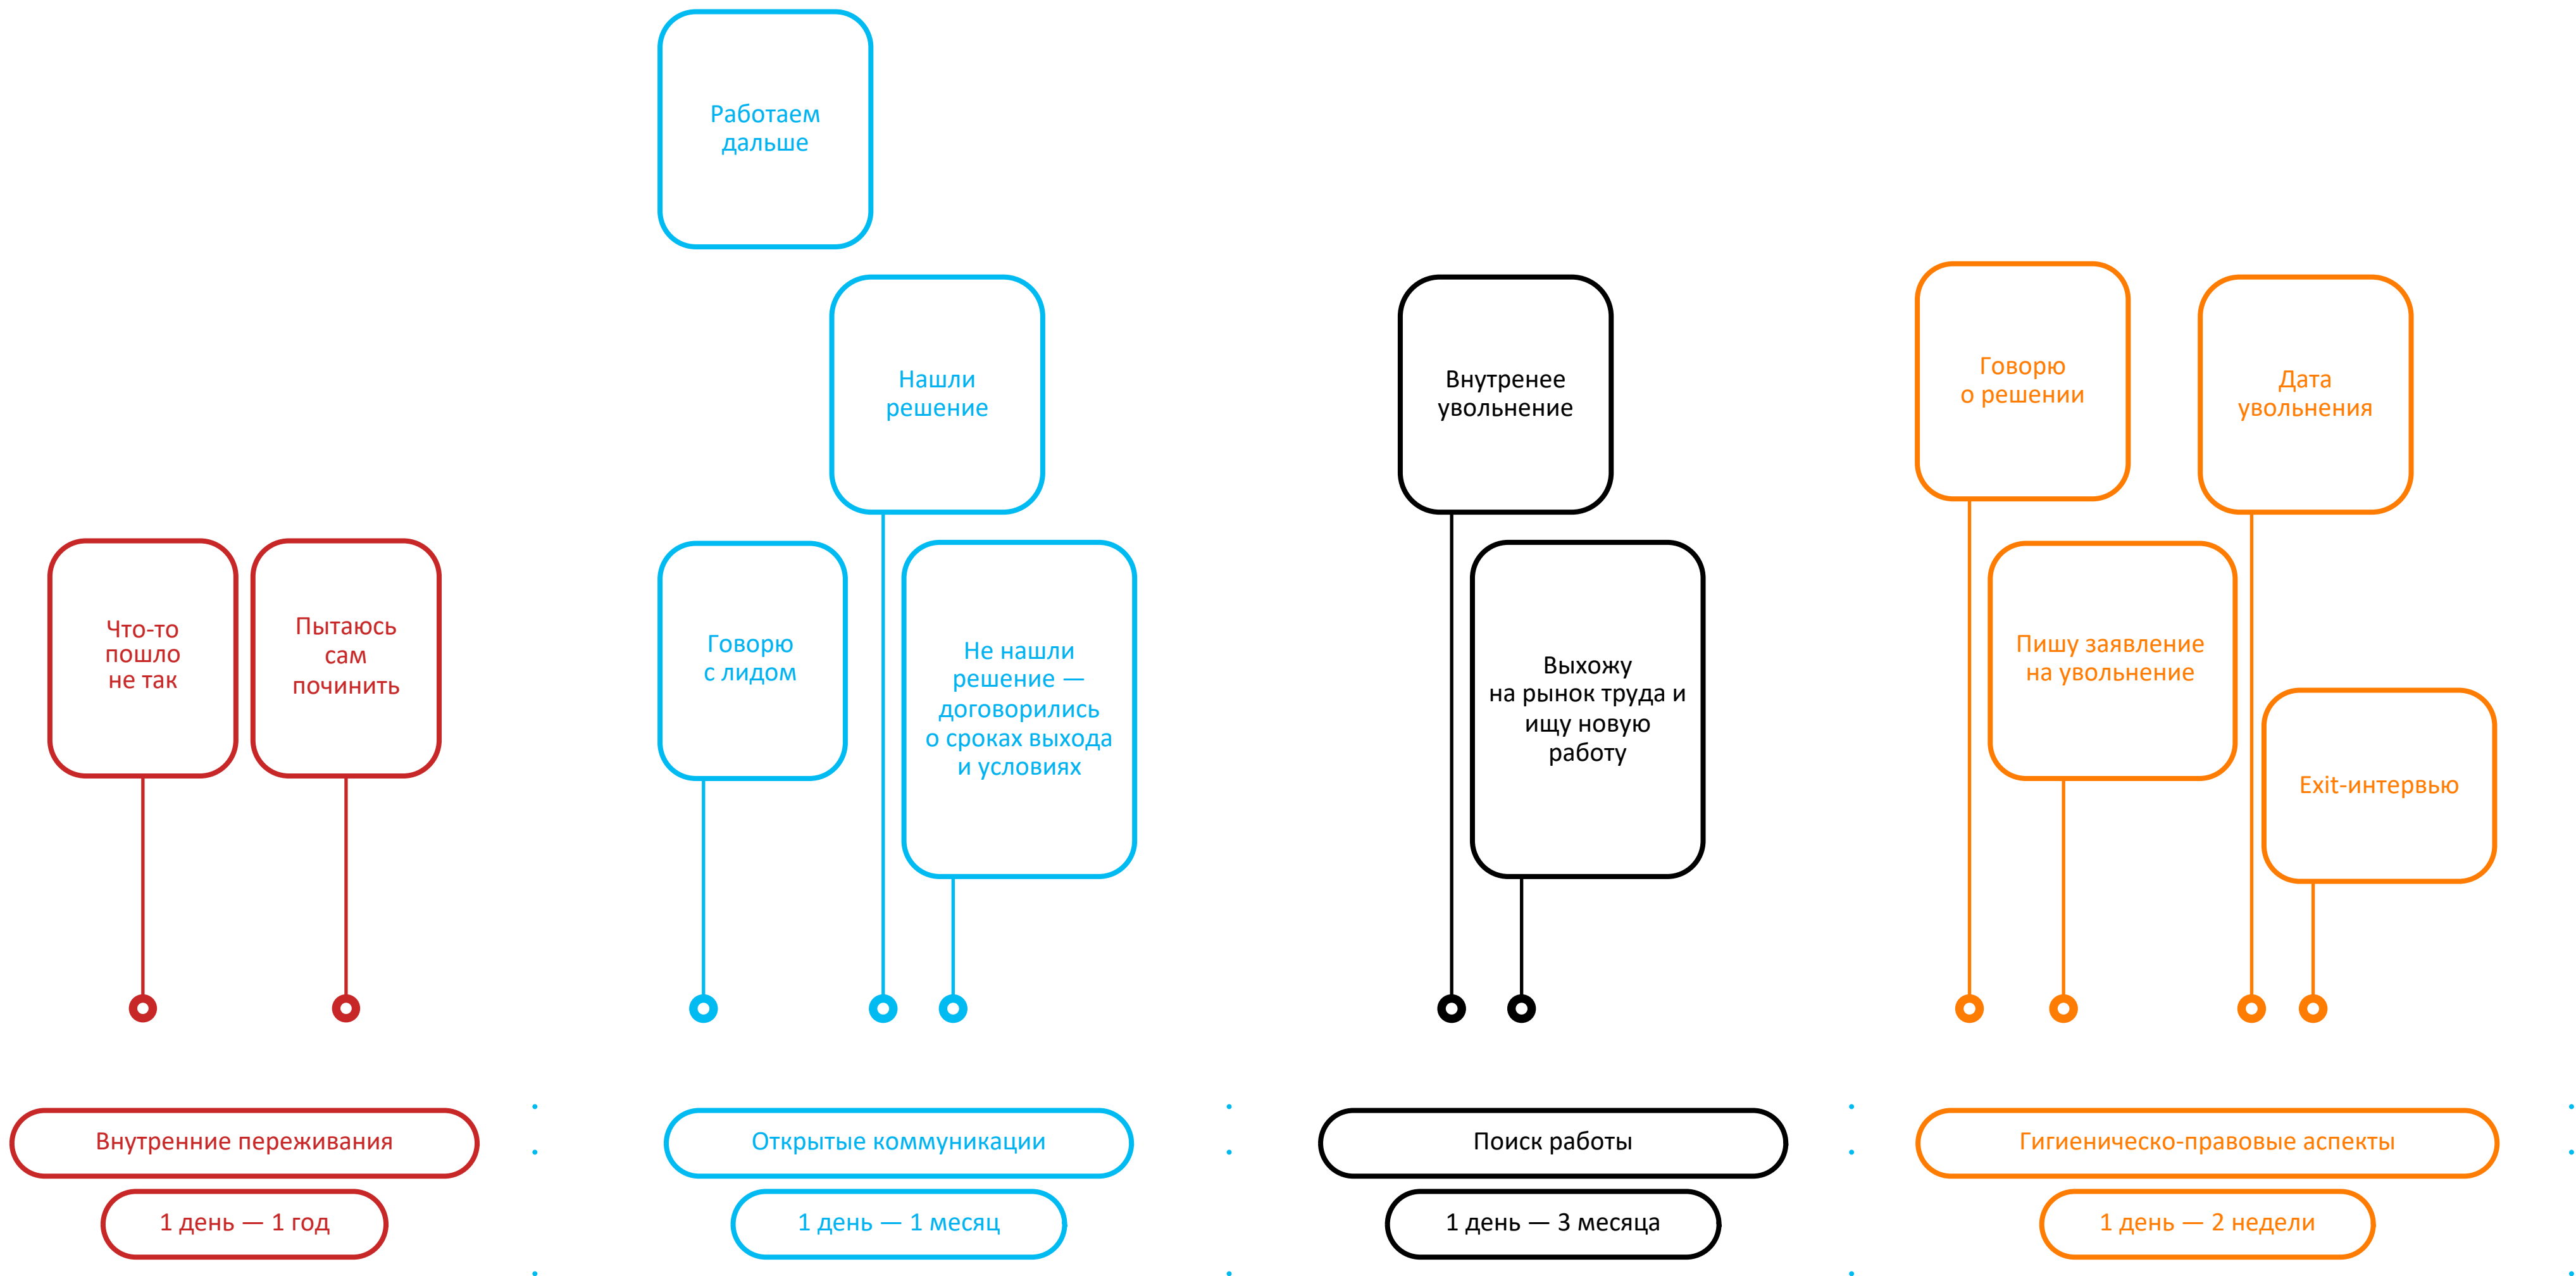 Работаем
дальше
Нашли
решение
Внутренее
увольнение
Говорю
о решении
Дата
увольнения
Что-то
пошло
не так
Пытаюсь
сам
починить
Говорю
с лидом
Не нашли
решение —
договорились
о сроках выхода
и условиях
Выхожу
на рынок труда и
ищу новую
работу
Пишу заявление
на увольнение
Exit-интервью
Внутренние переживания
Открытые коммуникации
Поиск работы
Гигиеническо-правовые аспекты
1 день — 1 год
1 день — 1 месяц
1 день — 3 месяца
1 день — 2 недели